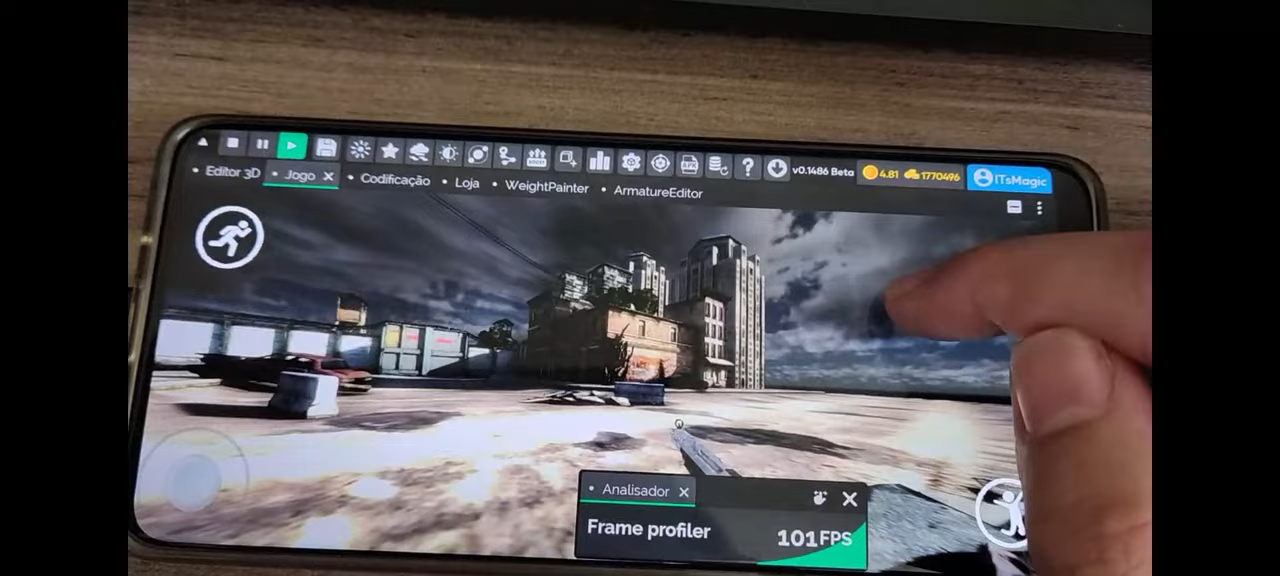 v0.1486 Beta
4.81
1770496
ITsMagic
Editor 3D
Jogo
Codificação
Loja
WeightPainter
ArmatureEditor
Analisador
Frame profiler
101FPS